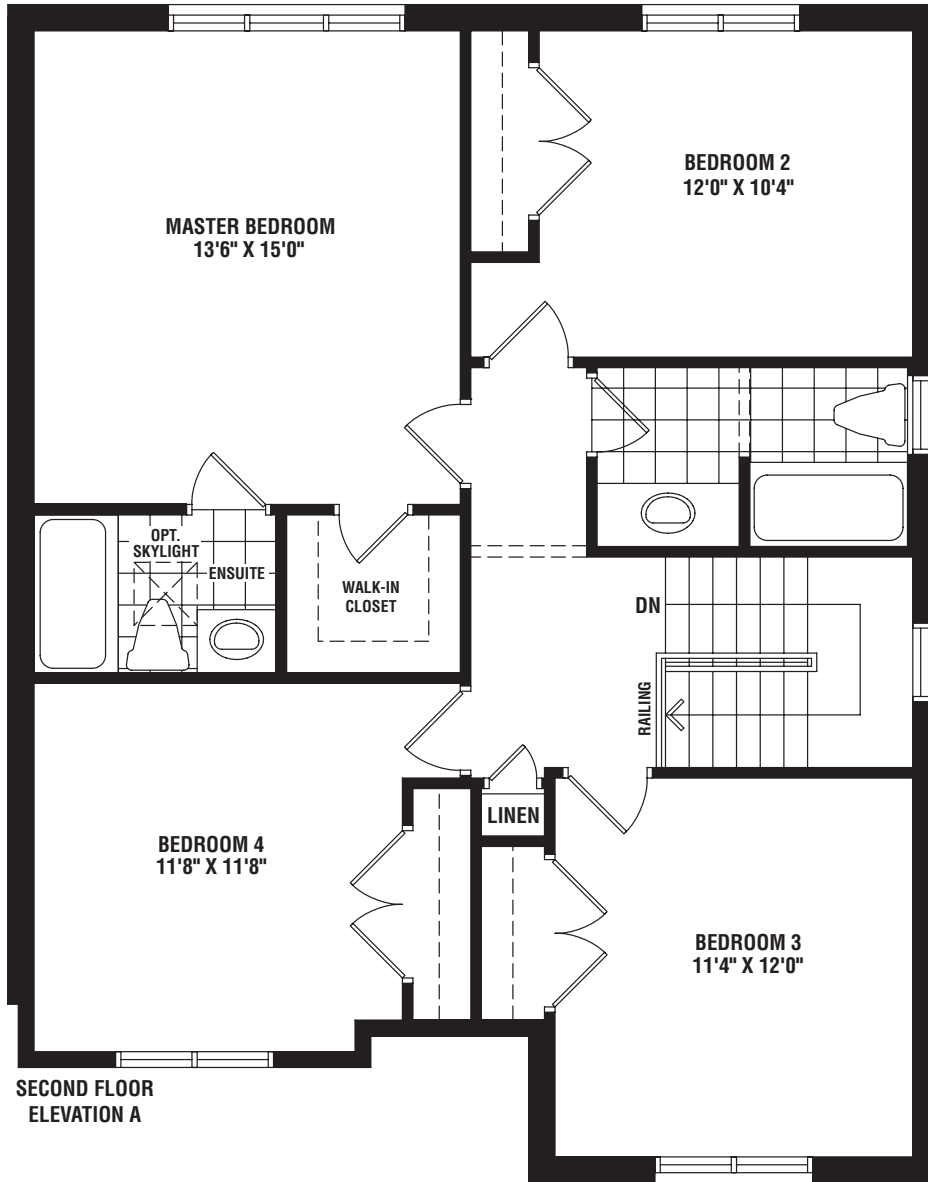 MASTER BEDROOM
13'6" X 15'0"
BEDROOM 2
12'0" X 10'4"
OPT.
SKYLIGHT
ENSUITE
WALK-IN
CLOSET
DN
RAILING
LINEN
BEDROOM 4
11'8" X 11'8"
BEDROOM 3
11'4" X 12'0"
SECOND FLOOR
ELEVATION A